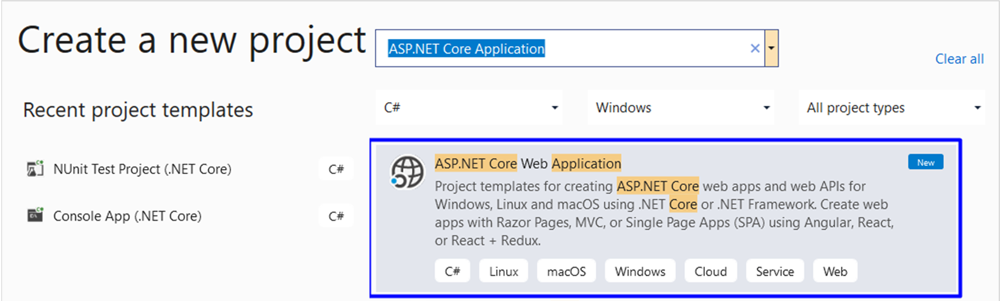 Create a new project
ASP.NET Core Application
Clear all
Recent project templates
C#
Windows
All project types
NUnit Test Project (.NET Core)
C#
Console App (.NET Core)
C#
ASP.NET Core Web Application
New
Project templates for creating ASP.NET Core web apps and web APIs for
Windows, Linux and macOS using .NET Core or .NET Framework. Create web
apps with Razor Pages, MVC, or Single Page Apps (SPA) using Angular, React,
or React + Redux.
C#
Linux
macOS
Windows
Cloud
Service
Web